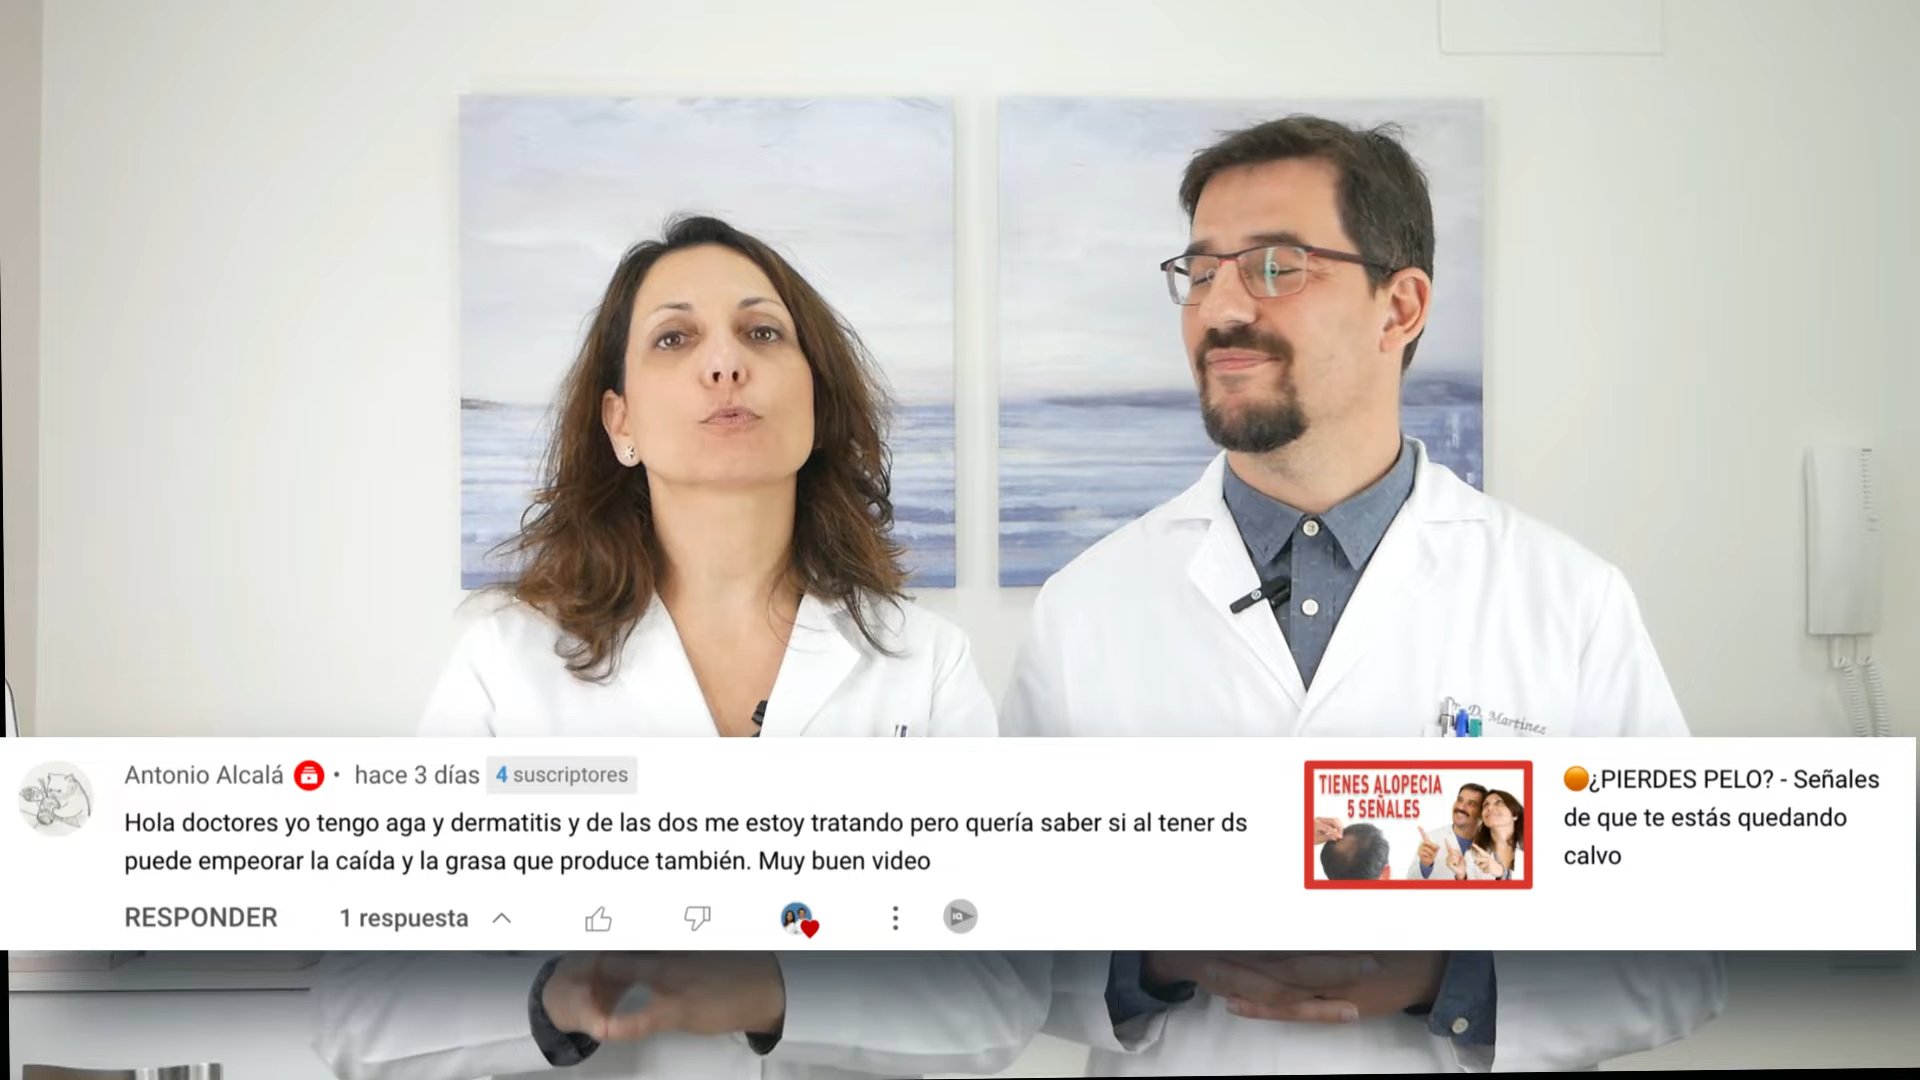 D. Martinez
Antonio Alcalá • hace 3 días 4 suscriptores
Hola doctores yo tengo aga y dermatitis y de las dos me estoy tratando pero quería saber si al tener ds
puede empeorar la caída y la grasa que produce también. Muy buen video
RESPONDER 1 respuesta
IQ
TIENES ALOPECIA
5 SEÑALES
¿PIERDES PELO? - Señales
de que te estás quedando
calvo